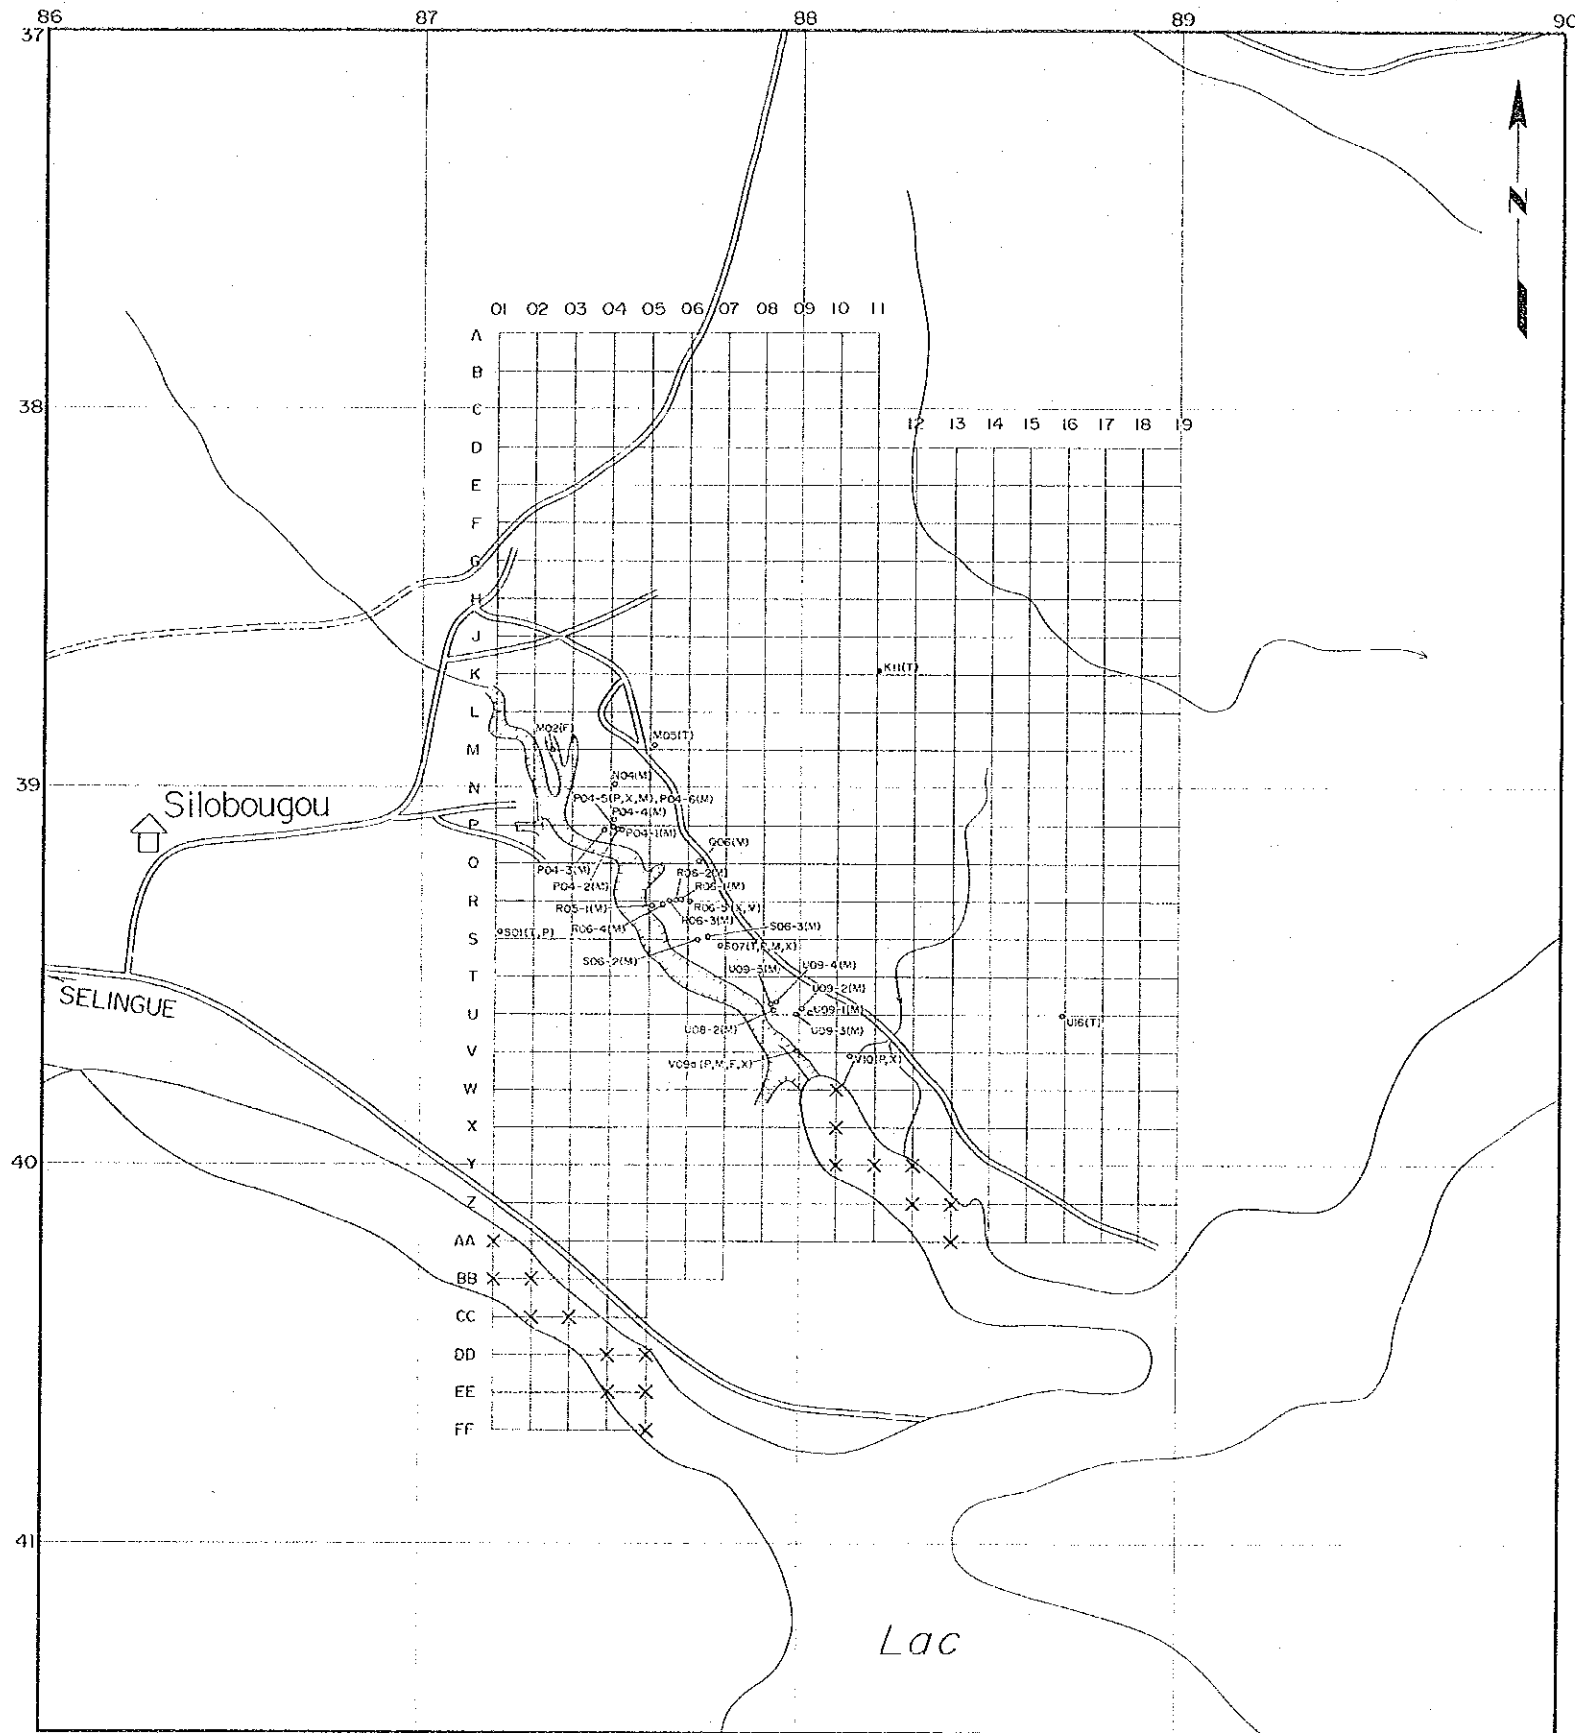 86 87 88 89 90
37
N
01 02 03 04 05 06 07 08 09 10 11
A
B
C
38
12 13 14 15 16 17 18 19
D
E
F
G
H
J
K
K11(T)
L
M02(F)
M05(T)
M
N04(M)
39
N
P04-5(P,X,M),P04-6(M)
Silobougou
P04-4(M)
P
P04-1(M)
Q06(M)
Q
P04-3(M)
R06-2(M)
P04-2(M)
R06-1(M)
R
R05-1(M)
R06-5(X,M)
R06-3(M)
R06-4(M)
S06-3(M)
S01(T,P)
S
S07(T,P,M,X)
S06-2(M)
U09-4(M)
U09-5(M)
T
U09-2(M)
SELINGUE
U09-1(M)
U
U16(T)
U08-2(M)
U09-3(M)
V
V10(P,X)
V09a(P,M,F,X)
W
X
40
Y
Z
AA
BB
CC
DD
EE
FF
41
Lac